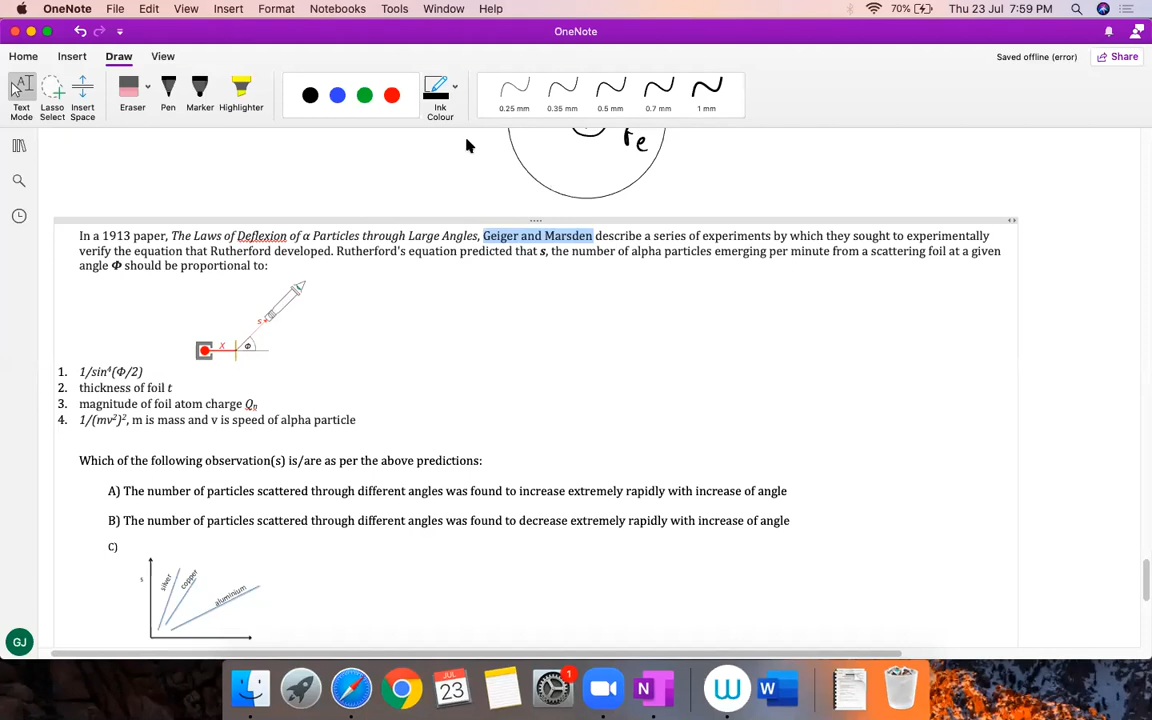 OneNote File Edit View Insert Format Notebooks Tools Window Help 70% Thu 23 Jul 7:59 PM
OneNote
Home Insert Draw View Saved offline (error) Share
Text Mode Lasso Select Insert Space Eraser Pen Marker Highlighter Ink Colour 0.25 mm 0.35 mm 0.5 mm 0.7 mm 1 mm
Fe
In a 1913 paper, The Laws of Deflexion of α Particles through Large Angles, Geiger and Marsden describe a series of experiments by which they sought to experimentally
verify the equation that Rutherford developed. Rutherford's equation predicted that s, the number of alpha particles emerging per minute from a scattering foil at a given
angle Φ should be proportional to:
s
X Φ
1. 1/sin⁴(Φ/2)
2. thickness of foil t
3. magnitude of foil atom charge Qₙ
4. 1/(mv²)², m is mass and v is speed of alpha particle
Which of the following observation(s) is/are as per the above predictions:
A) The number of particles scattered through different angles was found to increase extremely rapidly with increase of angle
B) The number of particles scattered through different angles was found to decrease extremely rapidly with increase of angle
C)
s silver copper aluminium
GJ
JUL 23 1 N W W